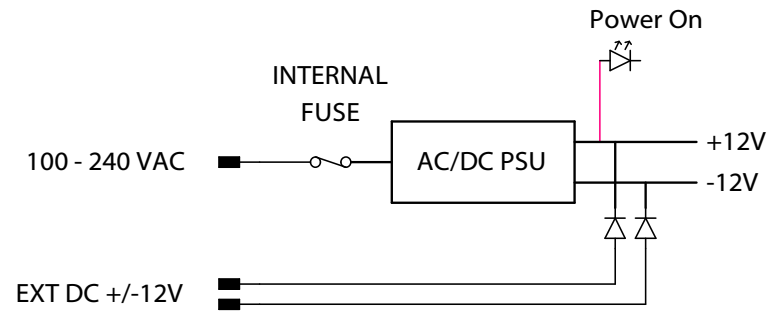 Power On
INTERNAL
FUSE
100 - 240 VAC
AC/DC PSU
+12V
-12V
EXT DC +/-12V